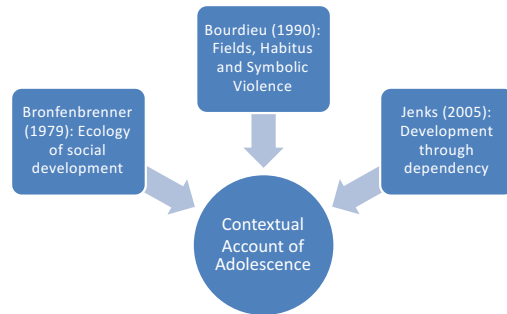 Bourdieu (1990):
Fields, Habitus
and Symbolic
Violence
Bronfenbrenner
(1979): Ecology
of social
development
Jenks (2005):
Development
through
dependency
Contextual
Account of
Adolescence